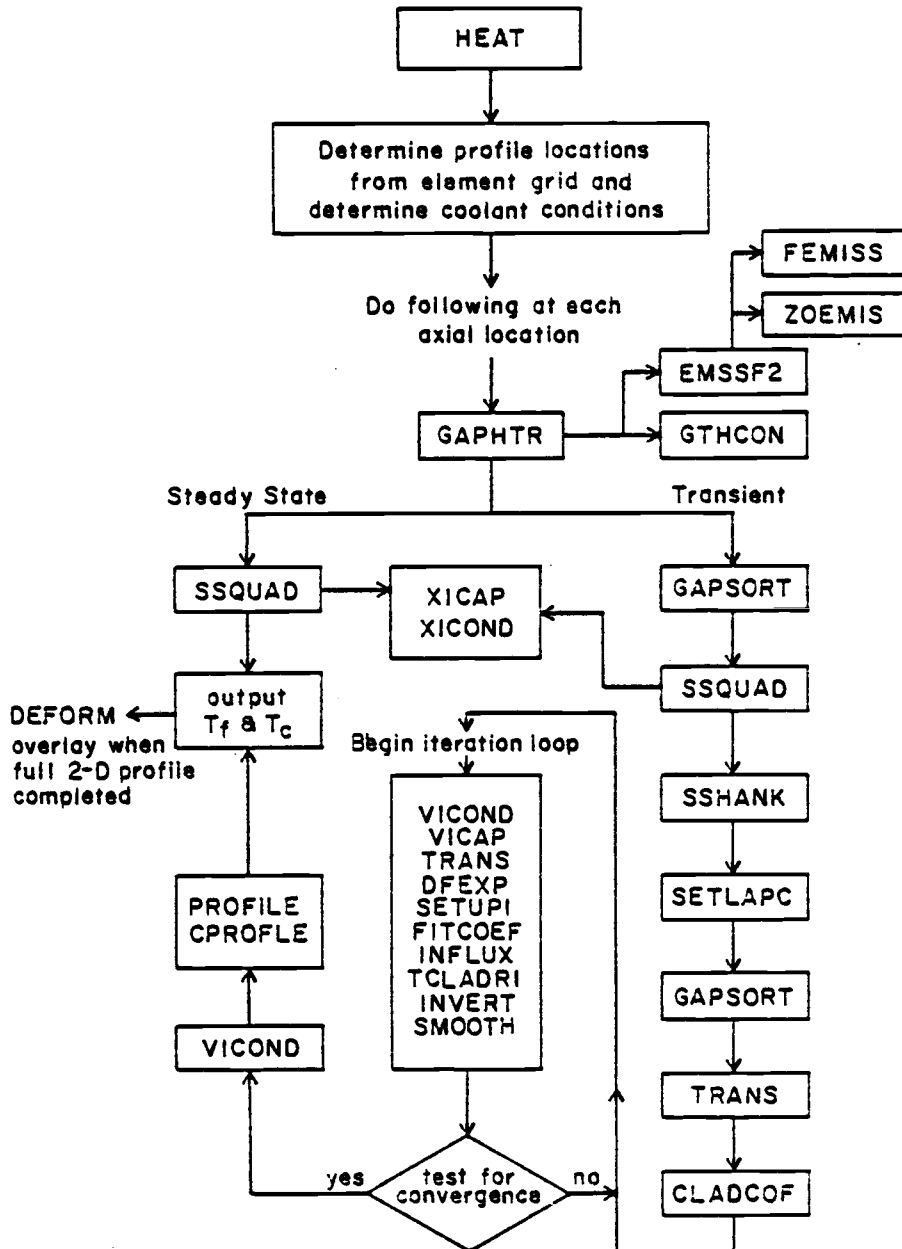 HEAT
Determine profile locations
from element grid and
determine coolant conditions
FEMISS
ZOEMIS
Do following at each
axial location
EMSSF2
GAPHTR
GTHCON
Steady State
Transient
SSQUAD
XICAP
XICOND
GAPSORT
SSQUAD
output
Tf & Tc
DEFORM
overlay when
full 2-D profile
completed
Begin iteration loop
SSHANK
VICOND
VICAP
TRANS
DFEXP
SETUPI
FITCOEF
INFLUX
TCLADRI
INVERT
SMOOTH
SETLAPC
PROFILE
CPROFLE
GAPSORT
VICOND
TRANS
yes
test for
convergence
no
CLADCOF